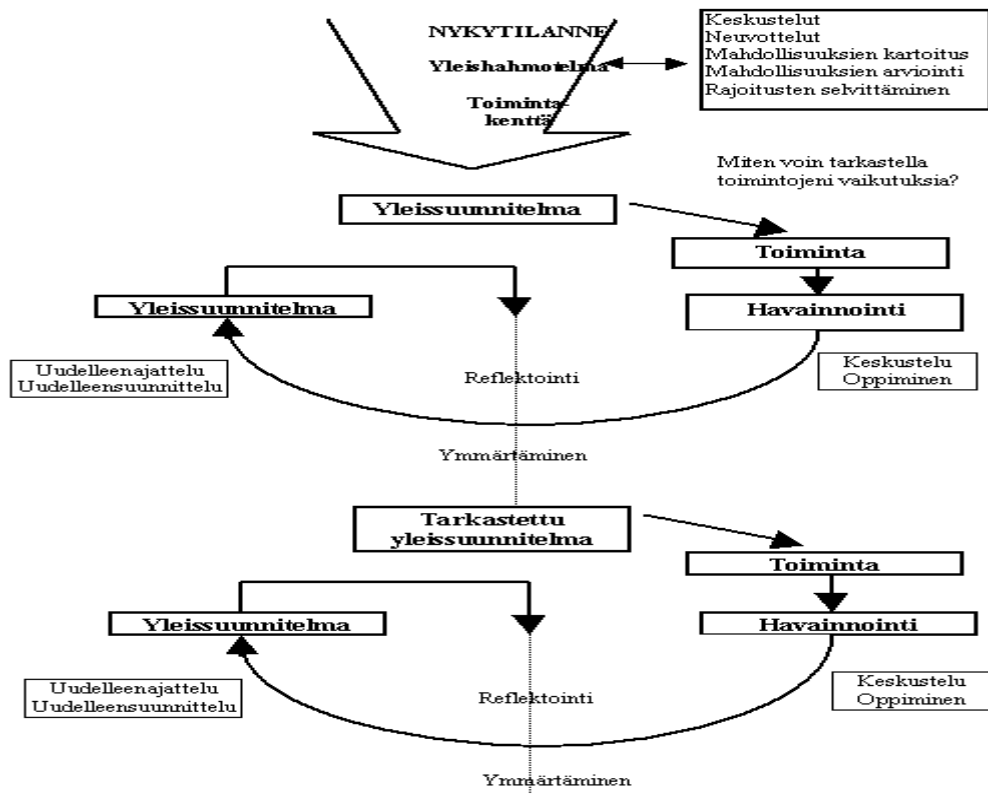 NYKYTILANNE
Yleishahmotelma
Toiminta-
kenttä
Keskustelut
Neuvottelut
Mahdollisuuksien kartoitus
Mahdollisuuksien arviointi
Rajoitusten selvittäminen
Miten voin tarkastella
toimintojeni vaikutuksia?
Yleissuunnitelma
Toiminta
Yleissuunnitelma
Havainnointi
Uudelleenajattelu
Uudelleensuunnittelu
Reflektointi
Keskustelu
Oppiminen
Ymmärtäminen
Tarkastettu
yleissuunnitelma
Toiminta
Yleissuunnitelma
Havainnointi
Uudelleenajattelu
Uudelleensuunnittelu
Reflektointi
Keskustelu
Oppiminen
Ymmärtäminen